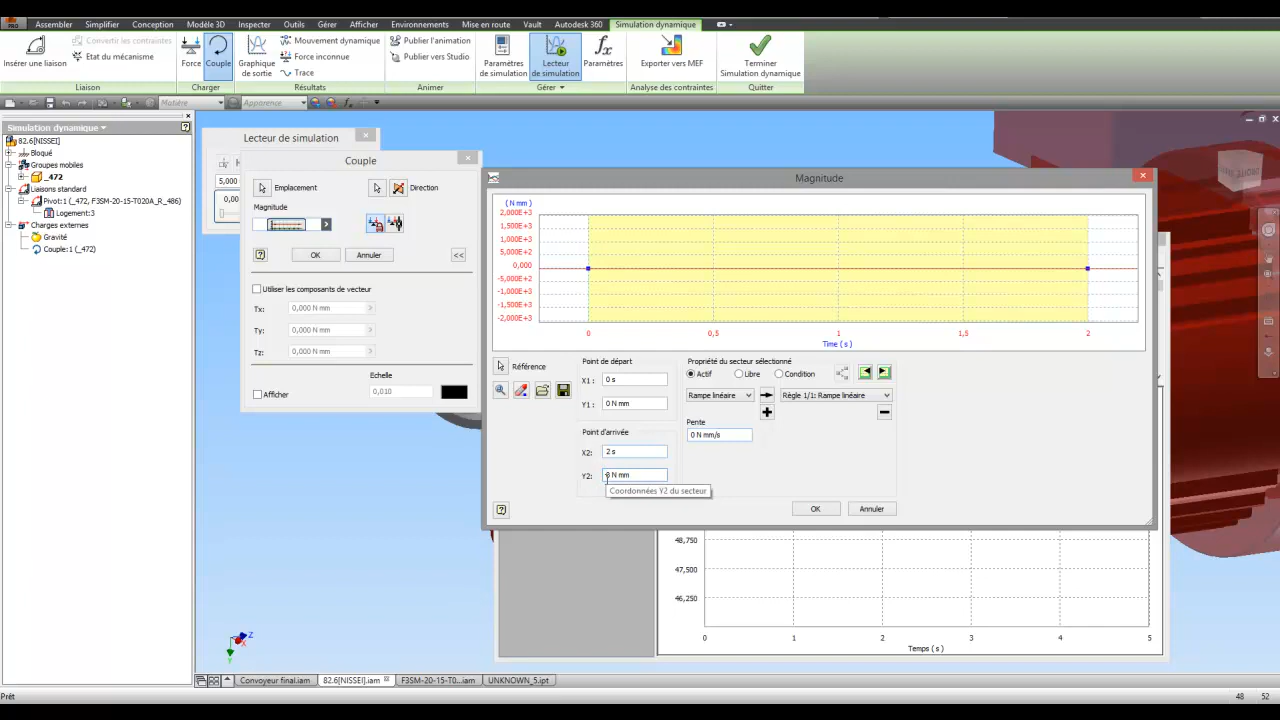 PRO
Assembler Simplifier Conception Modèle 3D Inspecter Outils Gérer Afficher Environnements Mise en route Vault Autodesk 360 Simulation dynamique
Insérer une liaison
Convertir les contraintes
Etat du mécanisme
Force
Couple
Graphique de sortie
Mouvement dynamique
Force inconnue
Trace
Publier l'animation
Publier vers Studio
Paramètres de simulation
Lecteur de simulation
Paramètres
Exporter vers MEF
Terminer Simulation dynamique
Liaison Charger Résultats Animer Gérer Analyse des contraintes Quitter
Matière Apparence
Simulation dynamique
82.6[NISSEI]
Bloqué
Groupes mobiles
_472
Liaisons standard
Pivot:1 (_472, F3SM-20-15-T020A_R_486)
Logement:3
Charges externes
Gravité
Couple:1 (_472)
Lecteur de simulation
5,000
0,00
Couple
Emplacement
Direction
Magnitude
OK Annuler <<
Utiliser les composants de vecteur
Tx: 0,000 N mm
Ty: 0,000 N mm
Tz: 0,000 N mm
Echelle
Afficher 0,010
Magnitude
( N mm)
2,000E+3
1,500E+3
1,000E+3
5,000E+2
0,000
-5,000E+2
-1,000E+3
-1,500E+3
-2,000E+3
0 0,5 1 1,5 2
Time ( s )
Référence
Point de départ
X1: 0 s
Y1: 0 N mm
Point d'arrivée
X2: 2 s
Y2: 0 N mm
Coordonnées Y2 du secteur
Propriété du secteur sélectionné
Actif Libre Condition
Rampe linéaire Règle 1/1: Rampe linéaire
Pente
0 N mm/s
OK Annuler
48,750
47,500
46,250
0 1 2 3 4 5
Temps ( s )
Z
X
Y
Convoyeur final.iam 82.6[NISSEI].iam F3SM-20-15-T0...iam UNKNOWN_5.ipt
Prêt 48 52